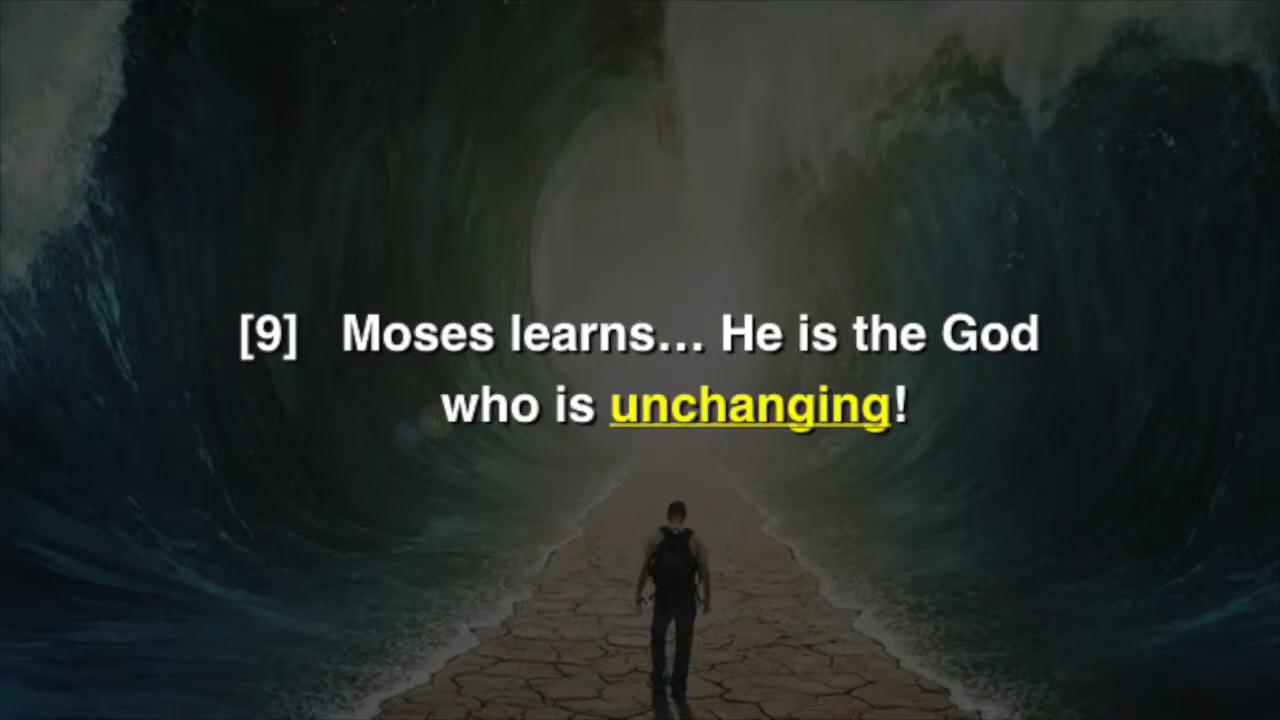 [9] Moses learns… He is the God
who is unchanging!